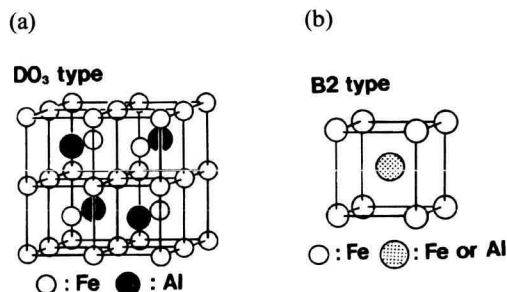 (a)
DO₃ type
○ : Fe ● : Al
(b)
B2 type
○ : Fe : Fe or Al